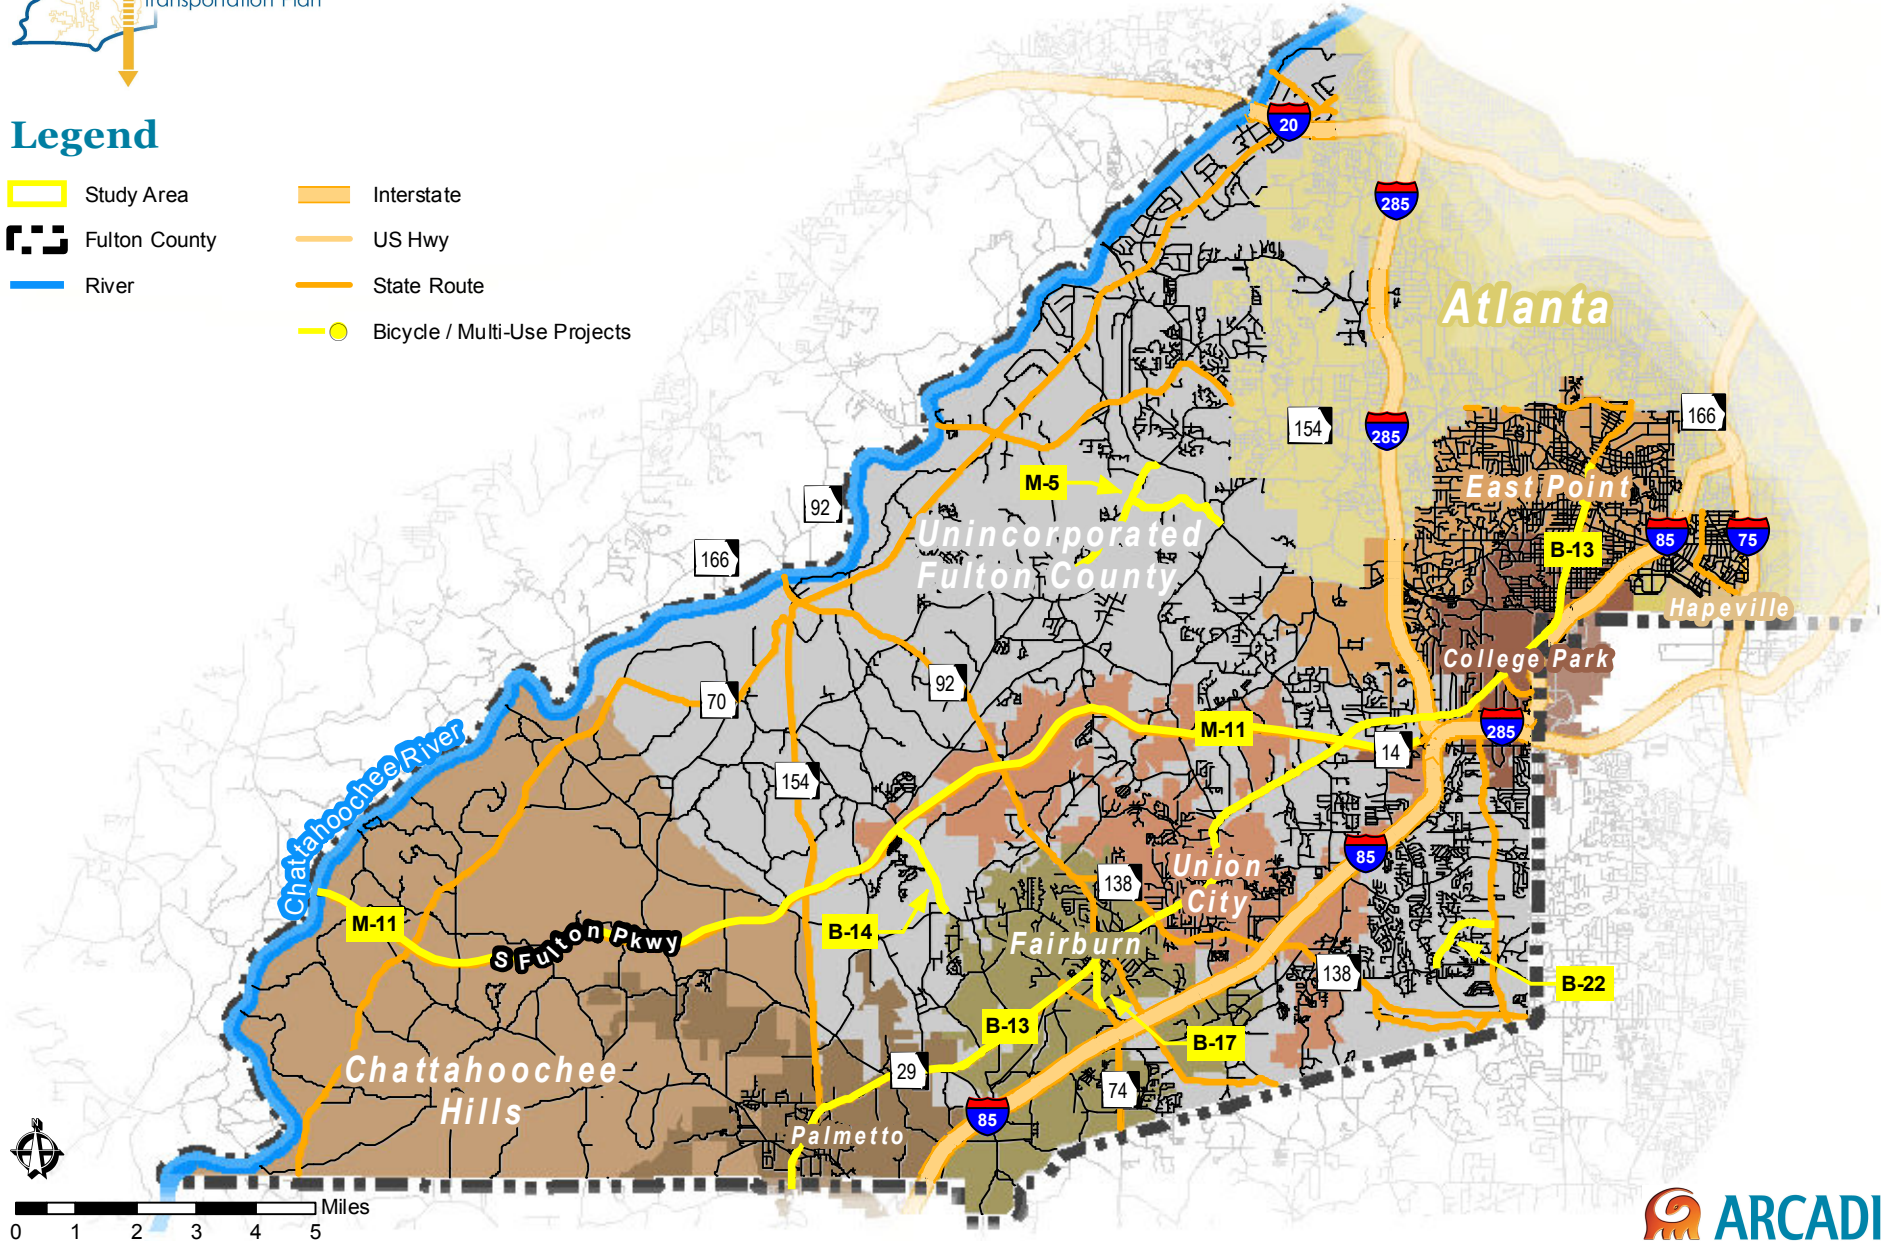 Transportation Plan
Legend
Study Area
Fulton County
River
Interstate
US Hwy
State Route
Bicycle / Multi-Use Projects
20
285
Atlanta
154
285
166
East Point
M-5
92
Unincorporated
Fulton County
B-13
85
75
166
Hapeville
College Park
92
70
M-11
285
14
154
Chattahoochee River
85
Union
City
138
M-11
B-14
S Fulton Pkwy
Fairburn
138
B-22
B-13
B-17
29
74
Chattahoochee
Hills
85
Palmetto
Miles
0 1 2 3 4 5
ARCADI